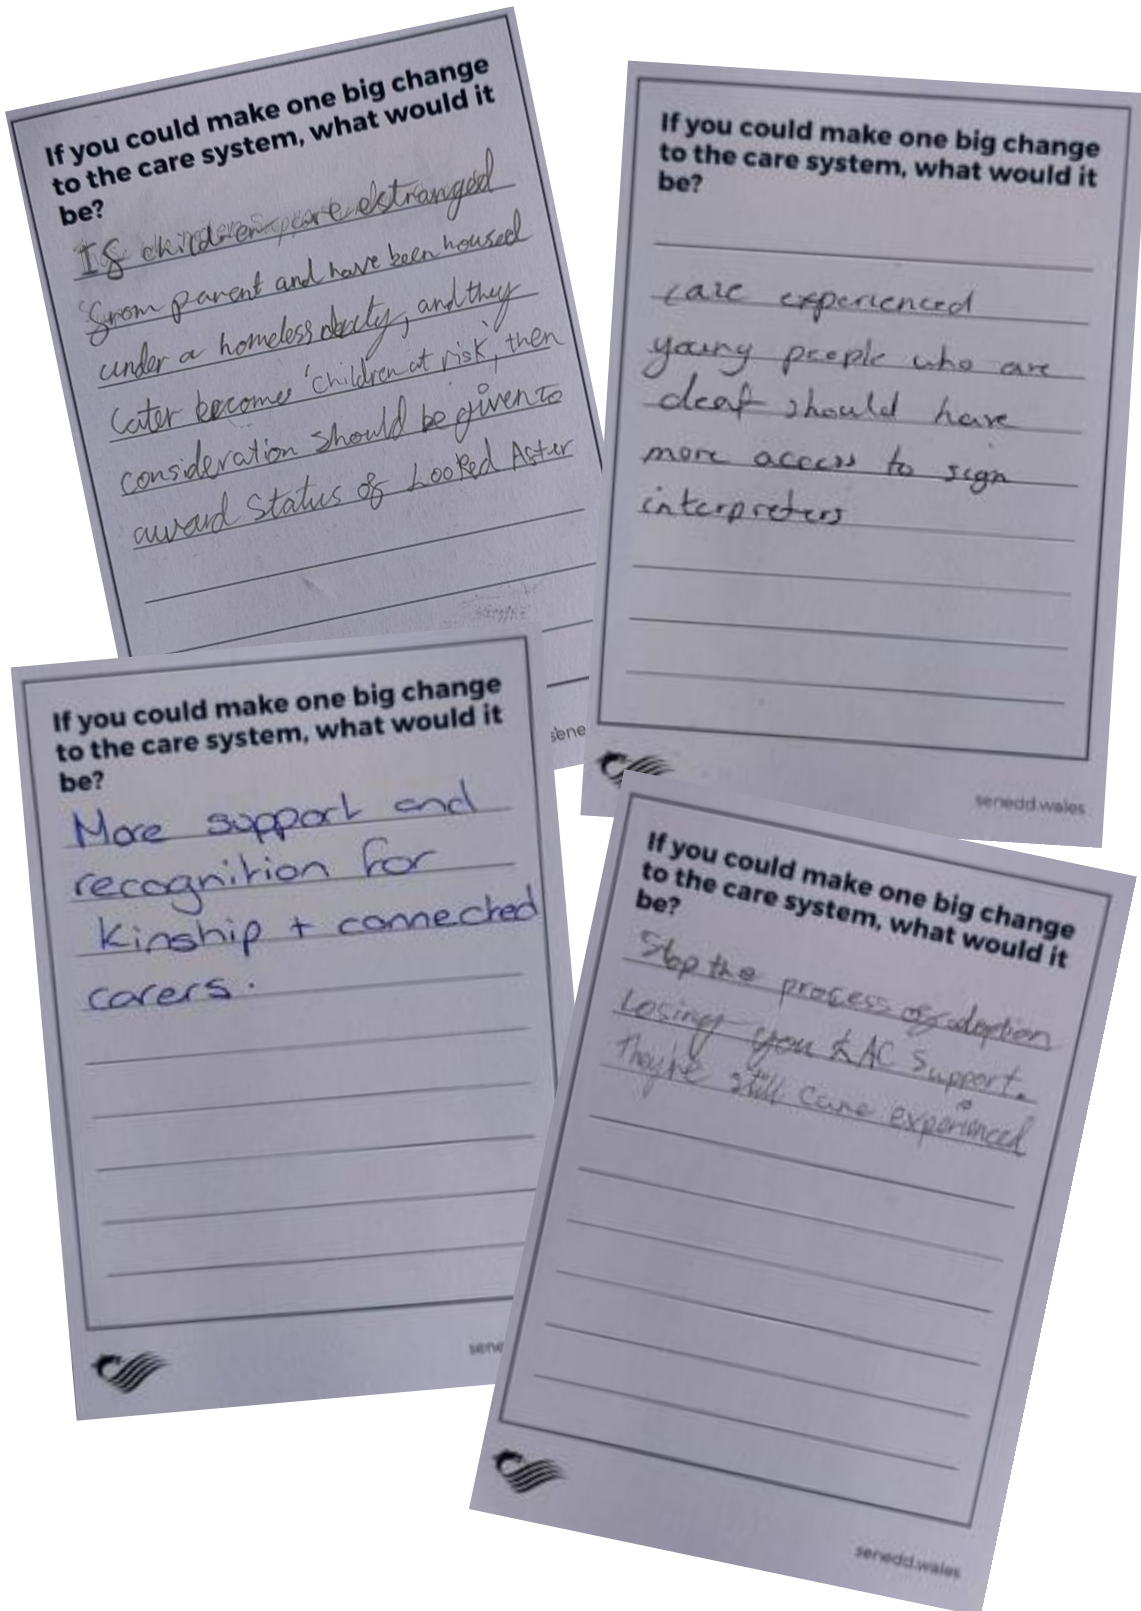 If you could make one big change
to the care system, what would it
be?
If children are estranged
from parent and have been housed
under a homeless duty, and they
later becomes 'children at risk', then
consideration should be given to
award status of Looked After
sene
If you could make one big change
to the care system, what would it
be?
care experienced
young people who are
deaf should have
more access to sign
interpreters
senedd.wales
If you could make one big change
to the care system, what would it
be?
More support and
recognition for
kinship + connected
carers.
sene
If you could make one big change
to the care system, what would it
be?
Stop the process of adoption
Losing you LAC support.
They're still care experienced
senedd.wales